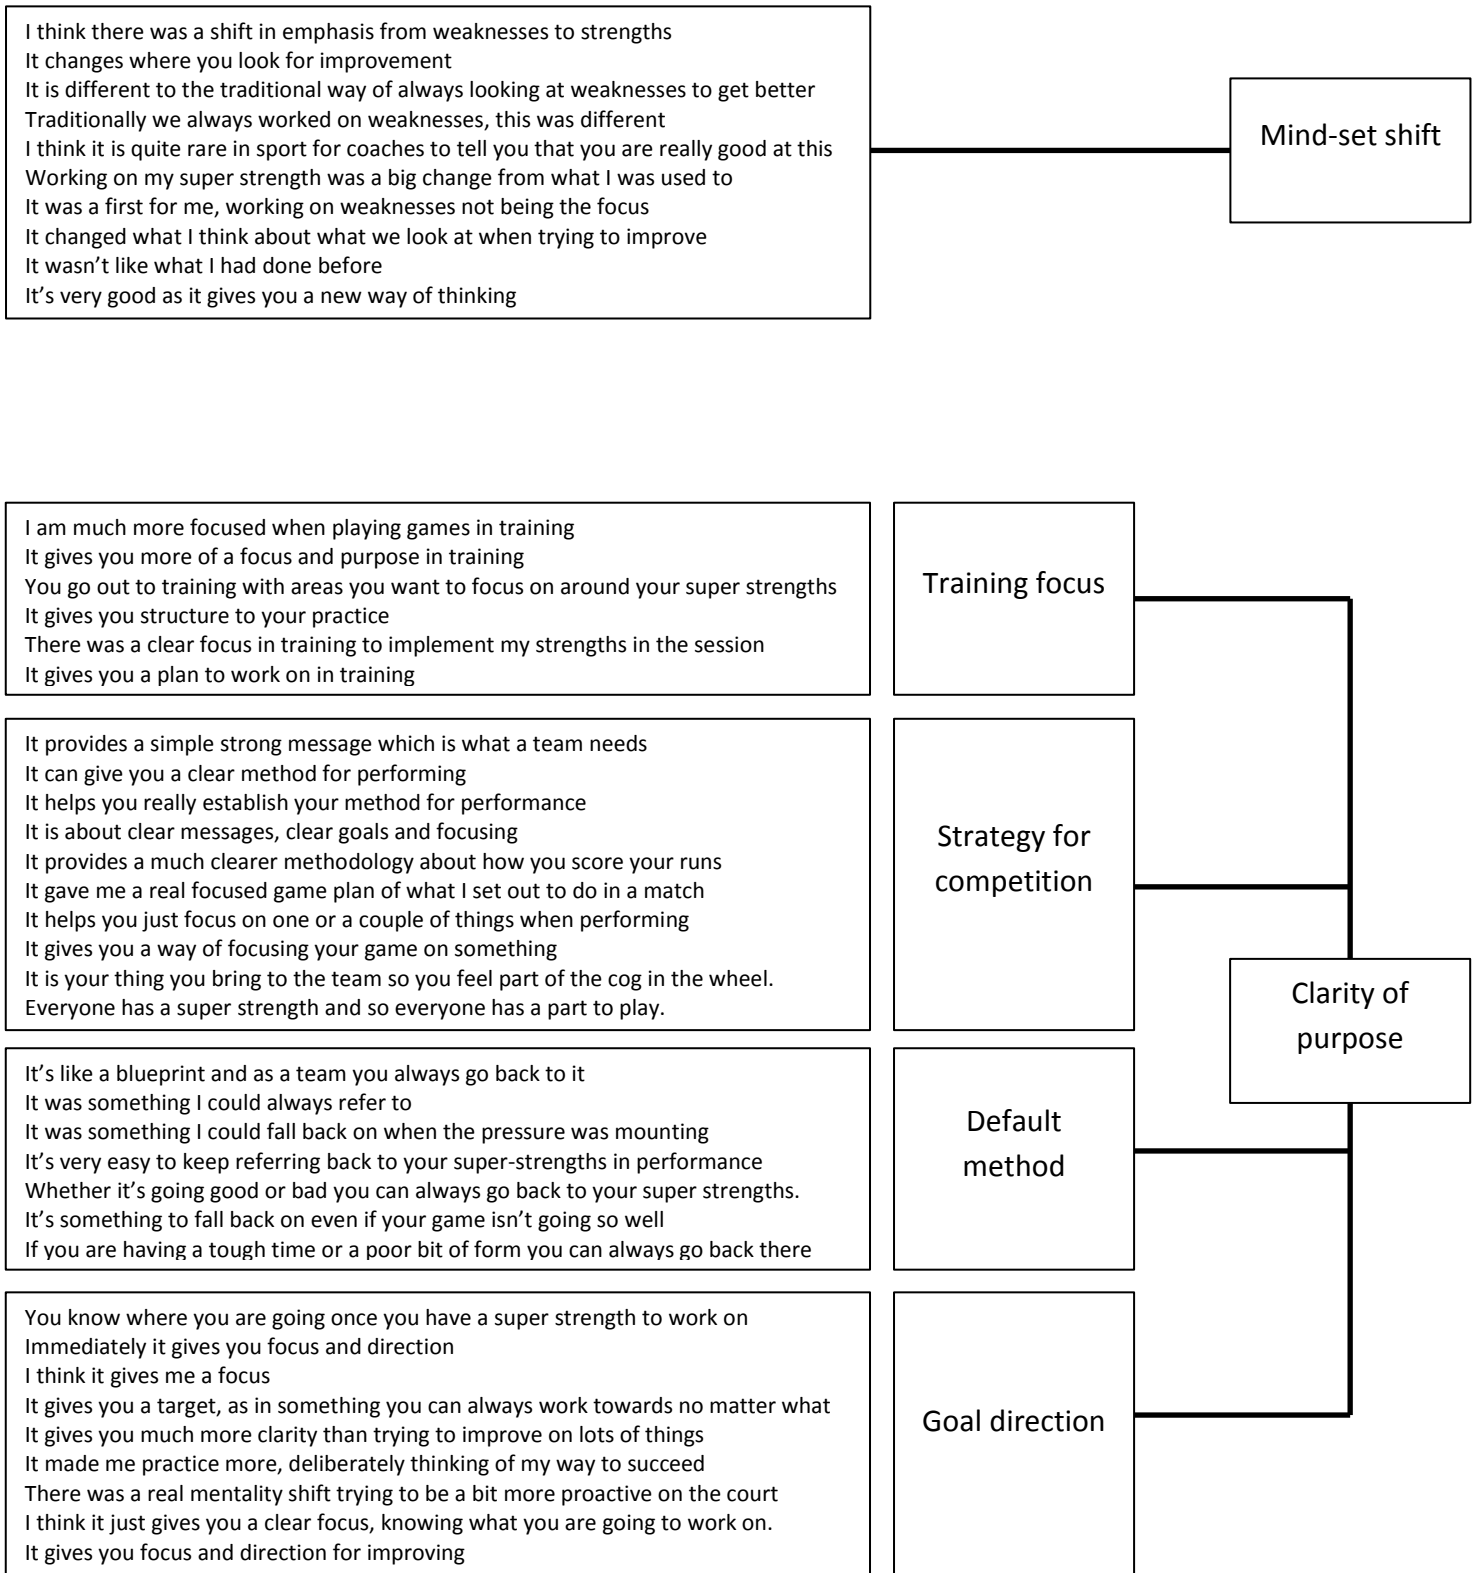 I think there was a shift in emphasis from weaknesses to strengths
It changes where you look for improvement
It is different to the traditional way of always looking at weaknesses to get better
Traditionally we always worked on weaknesses, this was different
I think it is quite rare in sport for coaches to tell you that you are really good at this
Working on my super strength was a big change from what I was used to
It was a first for me, working on weaknesses not being the focus
It changed what I think about what we look at when trying to improve
It wasn’t like what I had done before
It’s very good as it gives you a new way of thinking
Mind-set shift
I am much more focused when playing games in training
It gives you more of a focus and purpose in training
You go out to training with areas you want to focus on around your super strengths
It gives you structure to your practice
There was a clear focus in training to implement my strengths in the session
It gives you a plan to work on in training
Training focus
It provides a simple strong message which is what a team needs
It can give you a clear method for performing
It helps you really establish your method for performance
It is about clear messages, clear goals and focusing
It provides a much clearer methodology about how you score your runs
It gave me a real focused game plan of what I set out to do in a match
It helps you just focus on one or a couple of things when performing
It gives you a way of focusing your game on something
It is your thing you bring to the team so you feel part of the cog in the wheel.
Everyone has a super strength and so everyone has a part to play.
Strategy for
competition
Clarity of
purpose
It’s like a blueprint and as a team you always go back to it
It was something I could always refer to
It was something I could fall back on when the pressure was mounting
It’s very easy to keep referring back to your super-strengths in performance
Whether it’s going good or bad you can always go back to your super strengths.
It’s something to fall back on even if your game isn’t going so well
If you are having a tough time or a poor bit of form you can always go back there
Default
method
You know where you are going once you have a super strength to work on
Immediately it gives you focus and direction
I think it gives me a focus
It gives you a target, as in something you can always work towards no matter what
It gives you much more clarity than trying to improve on lots of things
It made me practice more, deliberately thinking of my way to succeed
There was a real mentality shift trying to be a bit more proactive on the court
I think it just gives you a clear focus, knowing what you are going to work on.
It gives you focus and direction for improving
Goal direction